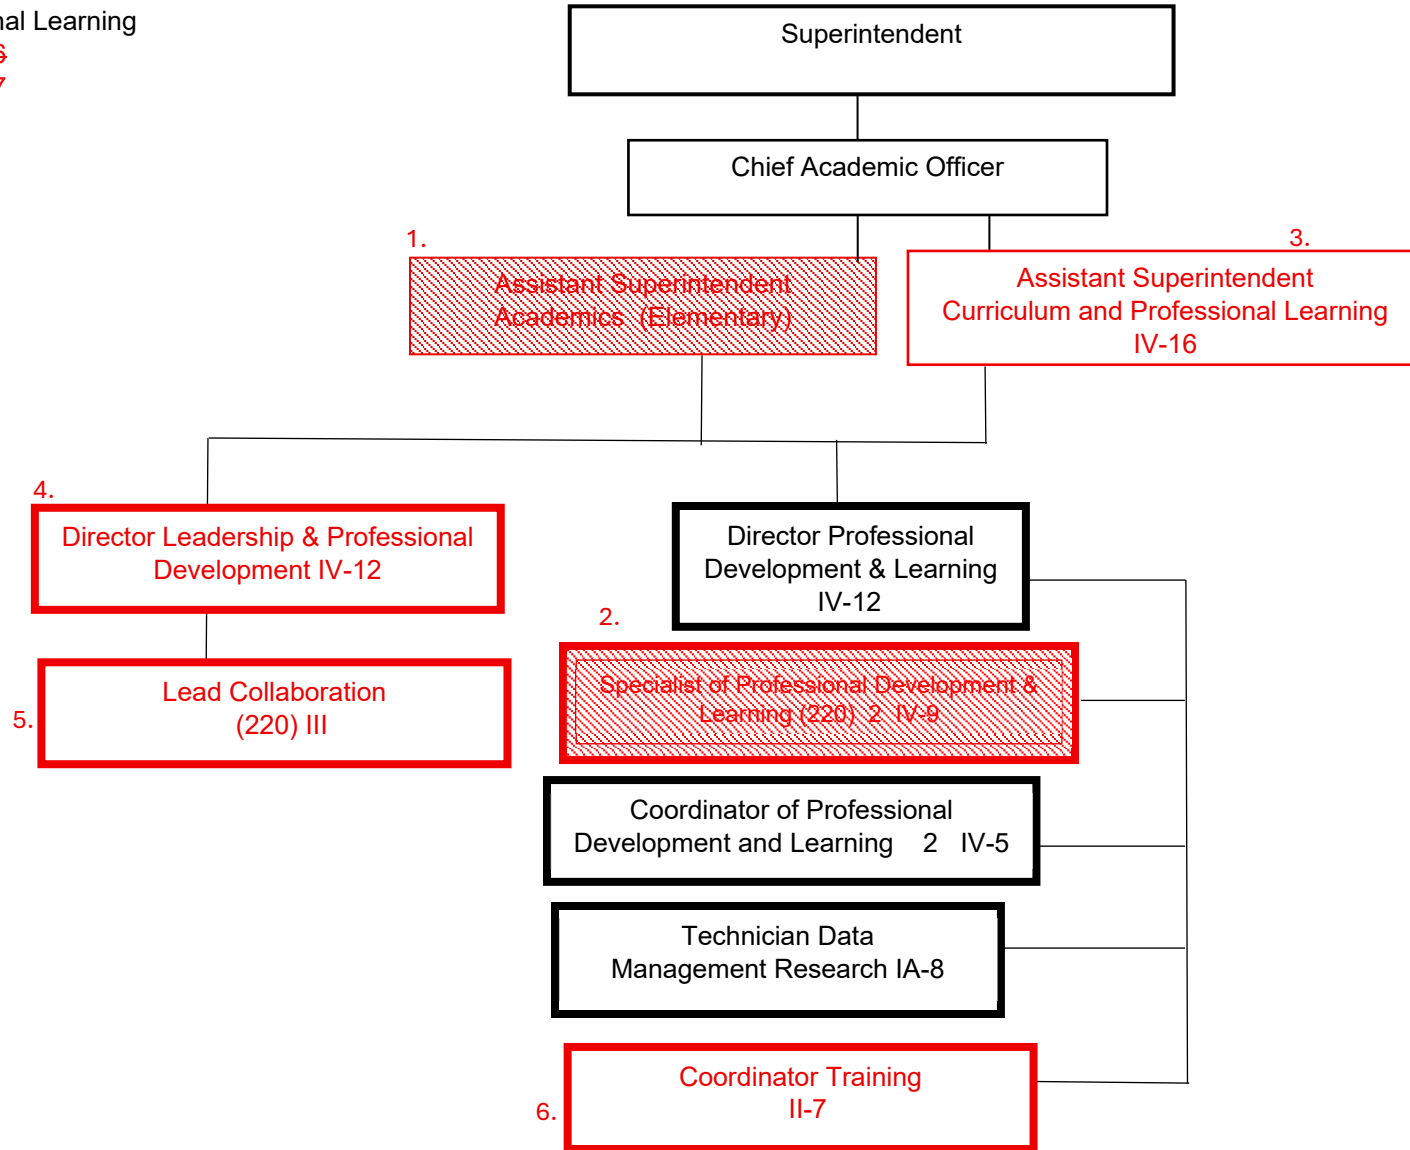 nal Learning
6
7
Superintendent
Chief Academic Officer
1.
Assistant Superintendent
Academics (Elementary)
3.
Assistant Superintendent
Curriculum and Professional Learning
IV-16
4.
Director Leadership & Professional
Development IV-12
Director Professional
Development & Learning
IV-12
2.
Specialist of Professional Development &
Learning (220) 2 IV-9
5.
Lead Collaboration
(220) III
Coordinator of Professional
Development and Learning 2 IV-5
Technician Data
Management Research IA-8
6.
Coordinator Training
II-7